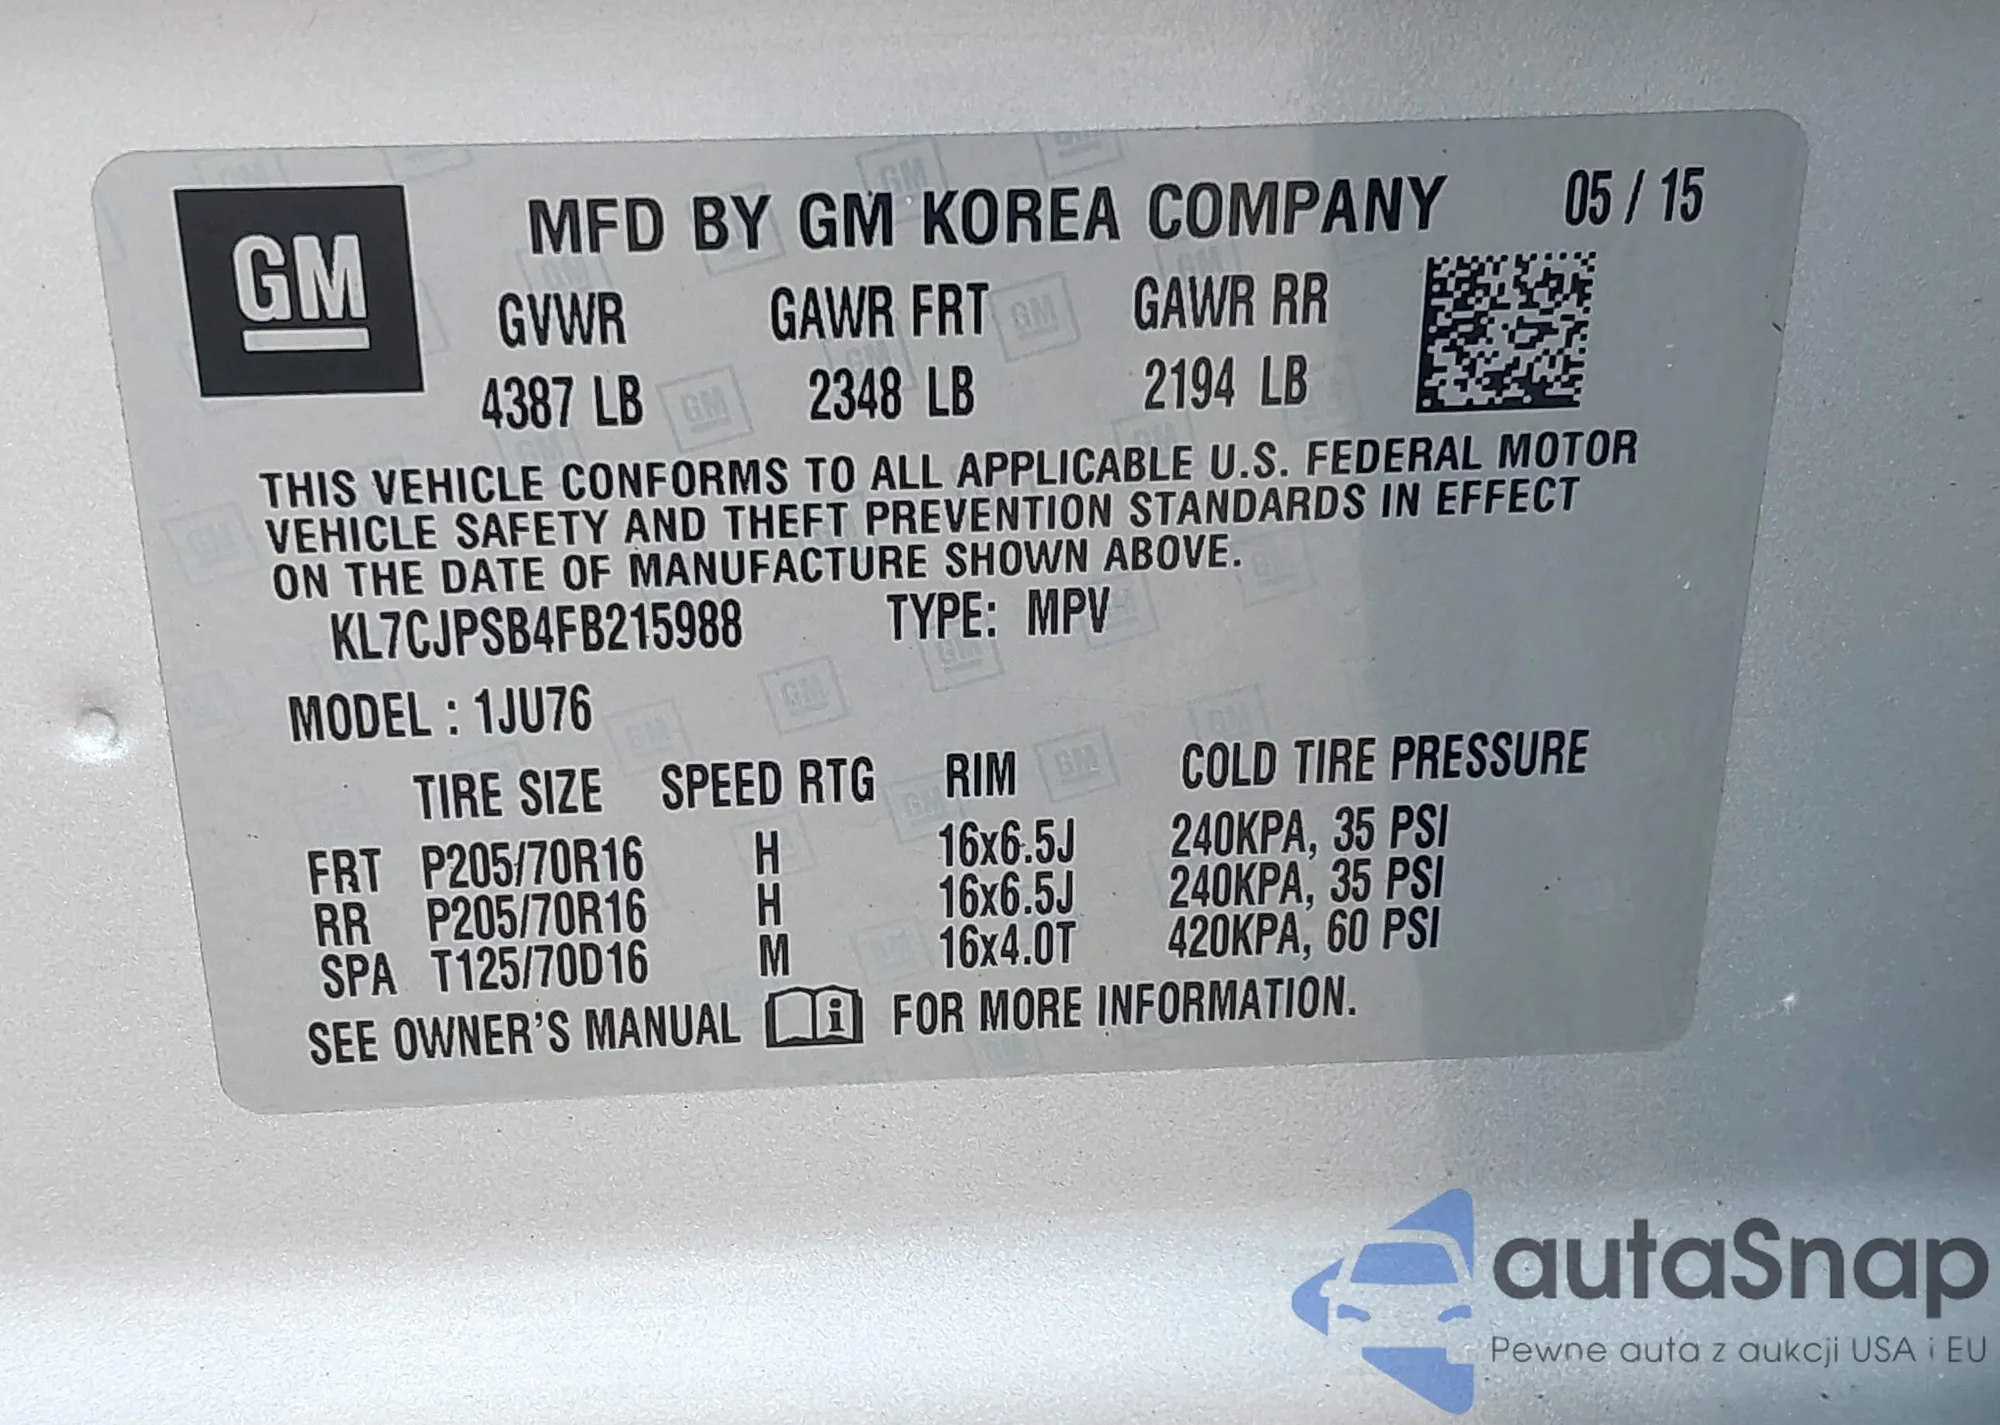 GM
MFD BY GM KOREA COMPANY 05 / 15
GVWR GAWR FRT GAWR RR
4387 LB 2348 LB 2194 LB
THIS VEHICLE CONFORMS TO ALL APPLICABLE U.S. FEDERAL MOTOR
VEHICLE SAFETY AND THEFT PREVENTION STANDARDS IN EFFECT
ON THE DATE OF MANUFACTURE SHOWN ABOVE.
KL7CJPSB4FB215988 TYPE: MPV
MODEL : 1JU76
TIRE SIZE SPEED RTG RIM COLD TIRE PRESSURE
FRT P205/70R16 H 16x6.5J 240KPA, 35 PSI
RR P205/70R16 H 16x6.5J 240KPA, 35 PSI
SPA T125/70D16 M 16x4.0T 420KPA, 60 PSI
SEE OWNER'S MANUAL i FOR MORE INFORMATION.
autaSnap
Pewne auta z aukcji USA i EU